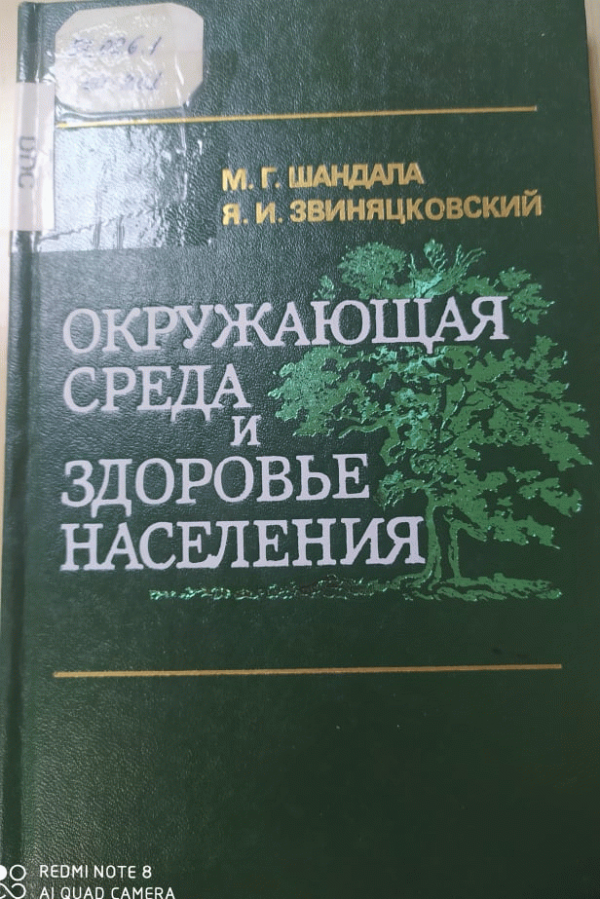 М. Г. ШАНДАЛА
Я. И. ЗВИНЯЦКОВСКИЙ
ОКРУЖАЮЩАЯ
СРЕДА
И
ЗДОРОВЬЕ
НАСЕЛЕНИЯ
REDMI NOTE 8
AI QUAD CAMERA